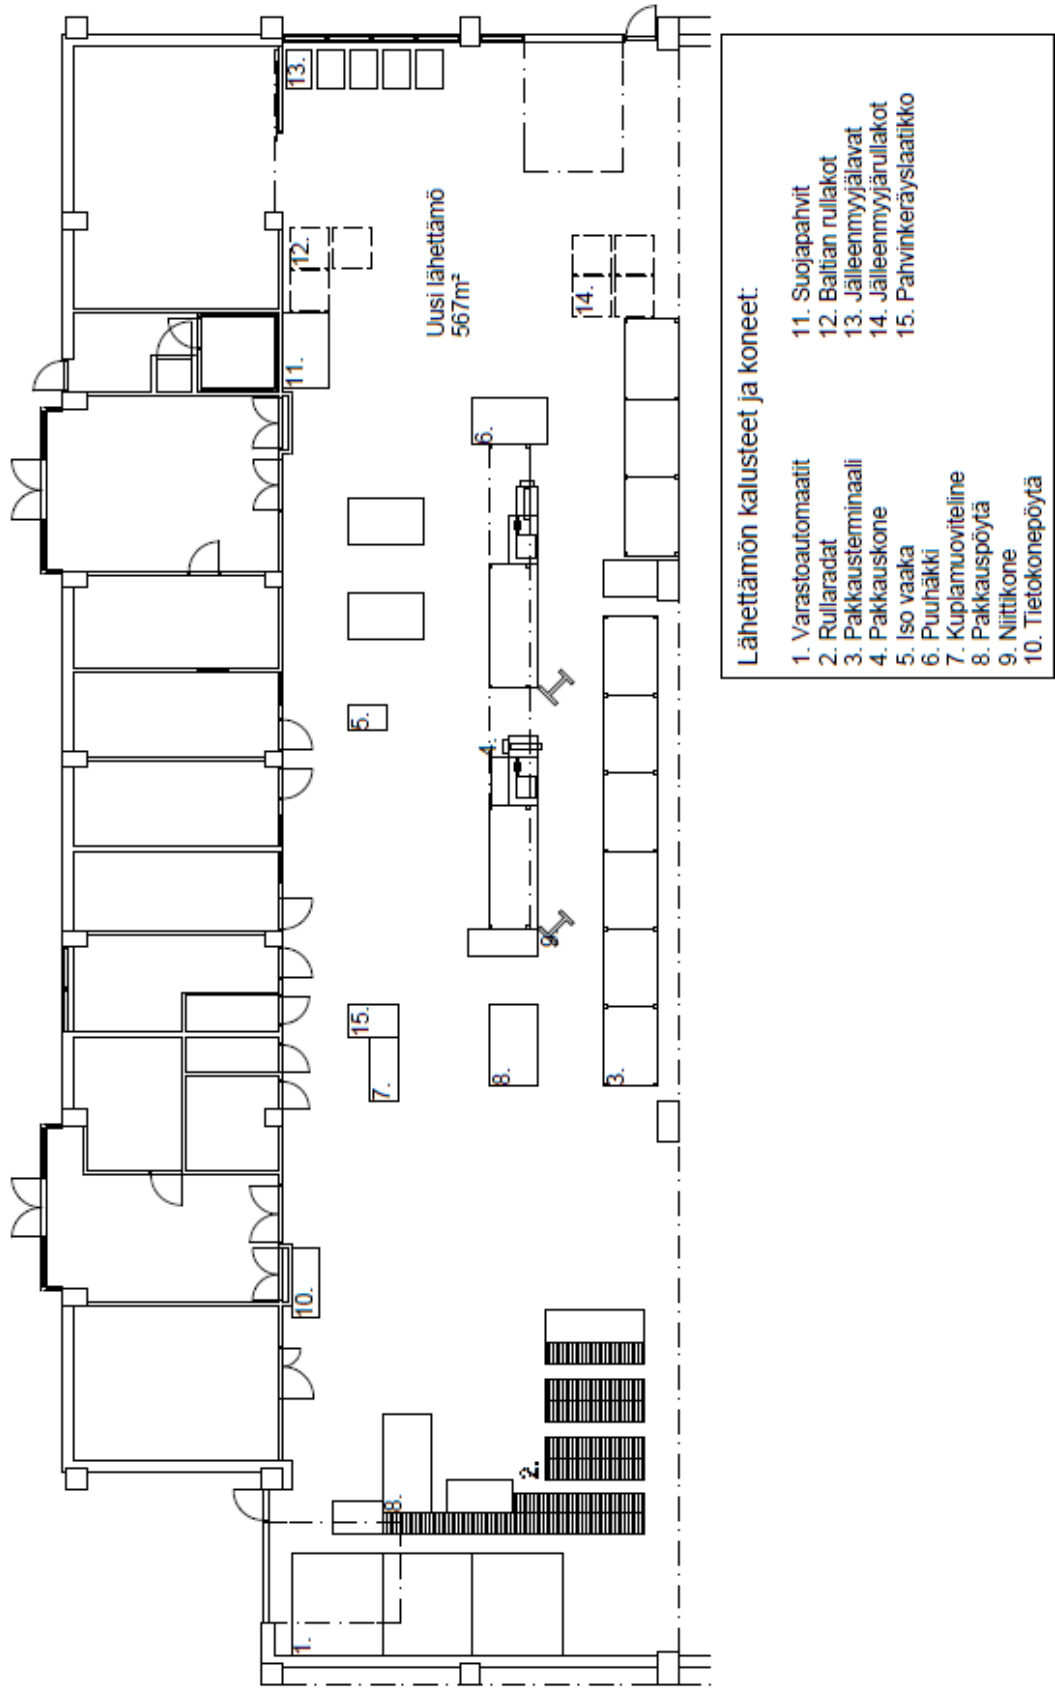 13.
12.
Uusi lähettämö
567m²
14.
11.
6.
5.
4.
9.
15.
7.
8.
3.
10.
2.
8.
1.
Lähettämön kalusteet ja koneet:
1. Varastoautomaatit
2. Rullaradat
3. Pakkausterminaali
4. Pakkauskone
5. Iso vaaka
6. Puuhäkki
7. Kuplamuoviteline
8. Pakkauspöytä
9. Niittikone
10. Tietokonepöytä
11. Suojapahvit
12. Baltian rullakot
13. Jälleenmyyjälavat
14. Jälleenmyyjärullakot
15. Pahvinkeräyslaatikko